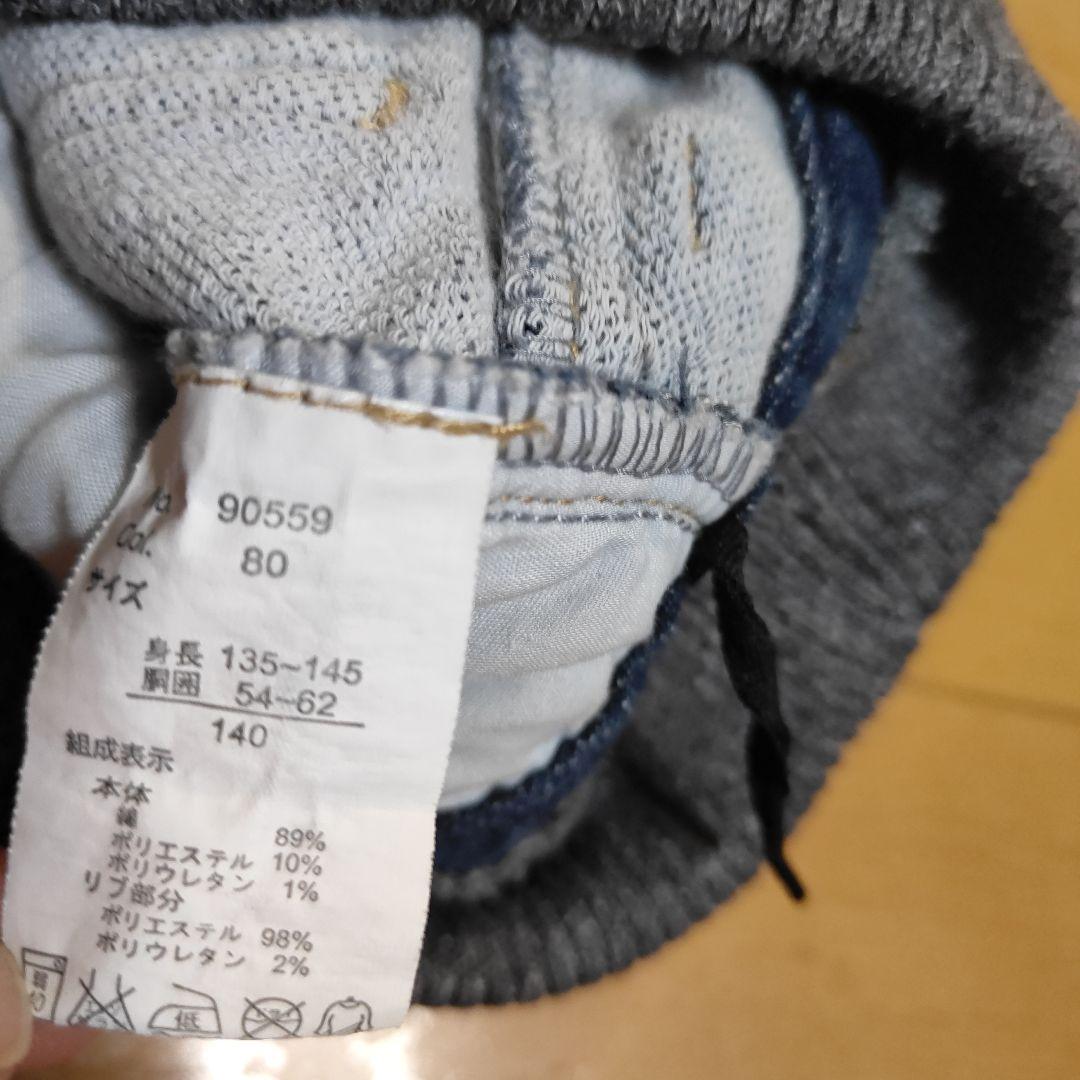 90559
Col. 80
サイズ
身長 135~145
胴囲 54~62
140
組成表示
本体
綿 89%
ポリエステル 10%
ポリウレタン 1%
リブ部分
ポリエステル 98%
ポリウレタン 2%
低